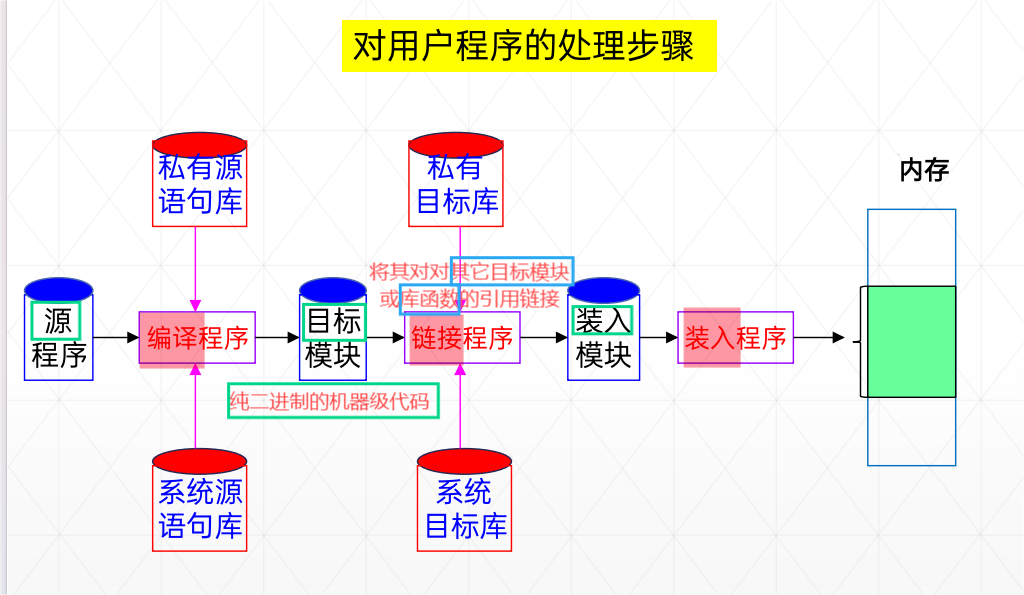 对用户程序的处理步骤
私有源
语句库
私有
目标库
内存
将其对对其它目标模块
或库函数的引用链接
源
程序
编译程序
目标
模块
链接程序
装入
模块
装入程序
纯二进制的机器级代码
系统源
语句库
系统
目标库